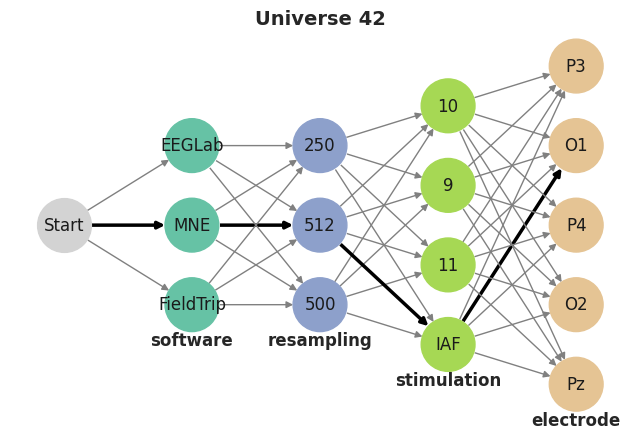 Universe 42
Start
EEGLab
MNE
FieldTrip
software
250
512
500
resampling
10
9
11
IAF
stimulation
P3
O1
P4
O2
Pz
electrode